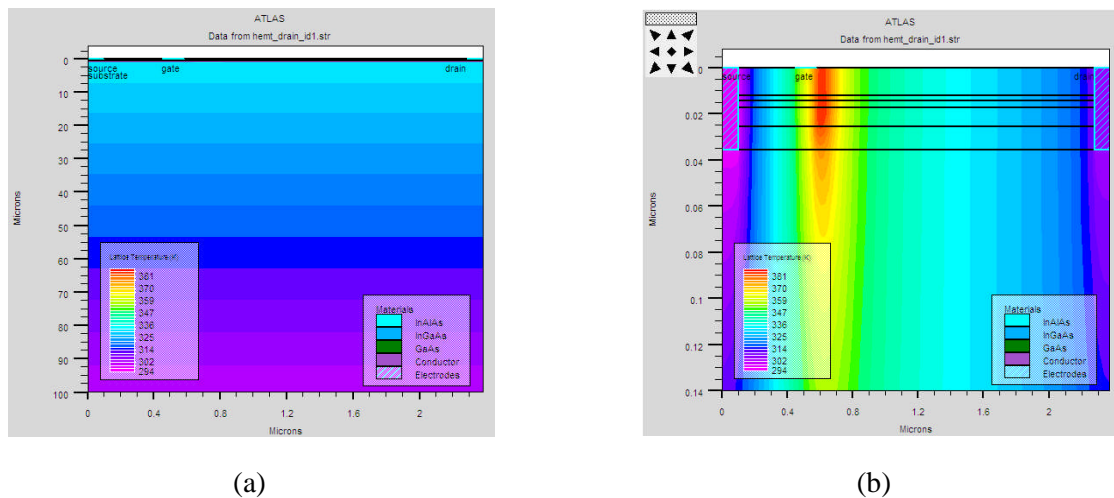 ATLAS
Data from hemt_drain_id1.str
0
10
20
30
40
50
60
70
80
90
100
Microns
source
substrate
gate
drain
Lattice Temperature (K)
381
370
359
347
336
325
314
302
294
Materials
InAlAs
InGaAs
GaAs
Conductor
Electrodes
0
0.4
0.8
1.2
1.6
2
Microns
(a)
ATLAS
Data from hemt_drain_id1.str
0
0.02
0.04
0.06
0.08
0.1
0.12
0.14
Microns
source
gate
drain
Lattice Temperature (K)
381
370
359
347
336
325
314
302
294
Materials
InAlAs
InGaAs
GaAs
Conductor
Electrodes
0
0.4
0.8
1.2
1.6
2
Microns
(b)